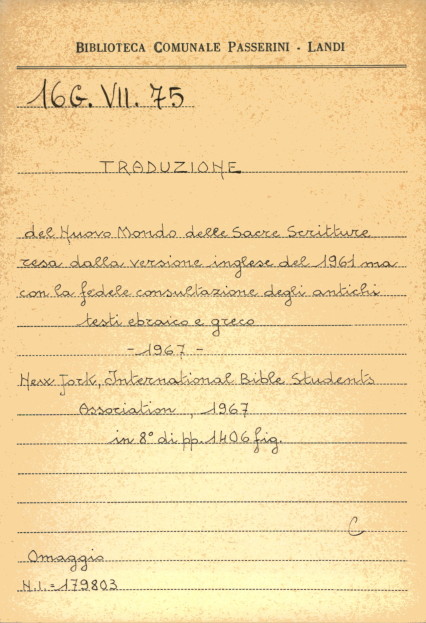 BIBLIOTECA COMUNALE PASSERINI - LANDI
16G. VII. 75
TRADUZIONE
del Nuovo Mondo delle Sacre Scritture
resa dalla versione inglese del 1961 ma
con la fedele consultazione degli antichi
testi ebraico e greco
- 1967 -
New Jork, International Bible Students
Association, 1967
in 8° di pp. 1406 fig.
C
Omaggio
N.I. = 179803